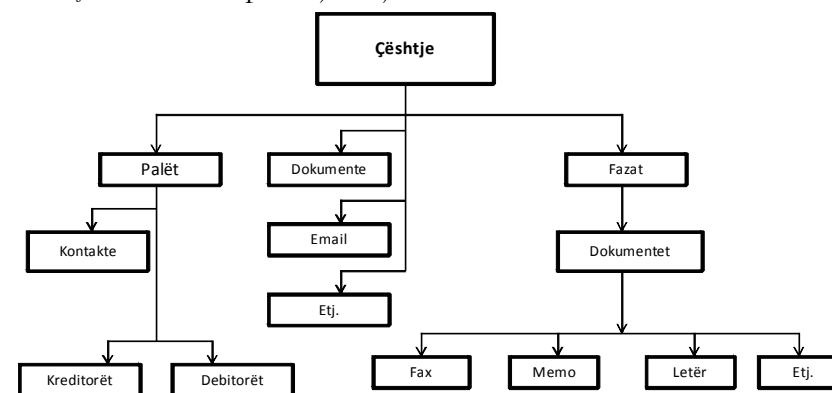 Çështje
Palët
Dokumente
Fazat
Kontakte
Email
Dokumentet
Etj.
Kreditorët
Debitorët
Fax
Memo
Letër
Etj.